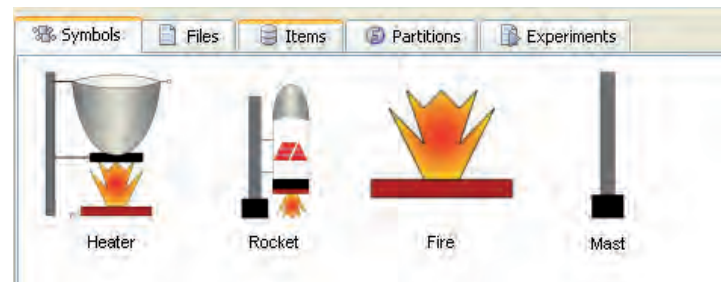 Symbols Files Items Partitions Experiments
Heater Rocket Fire Mast